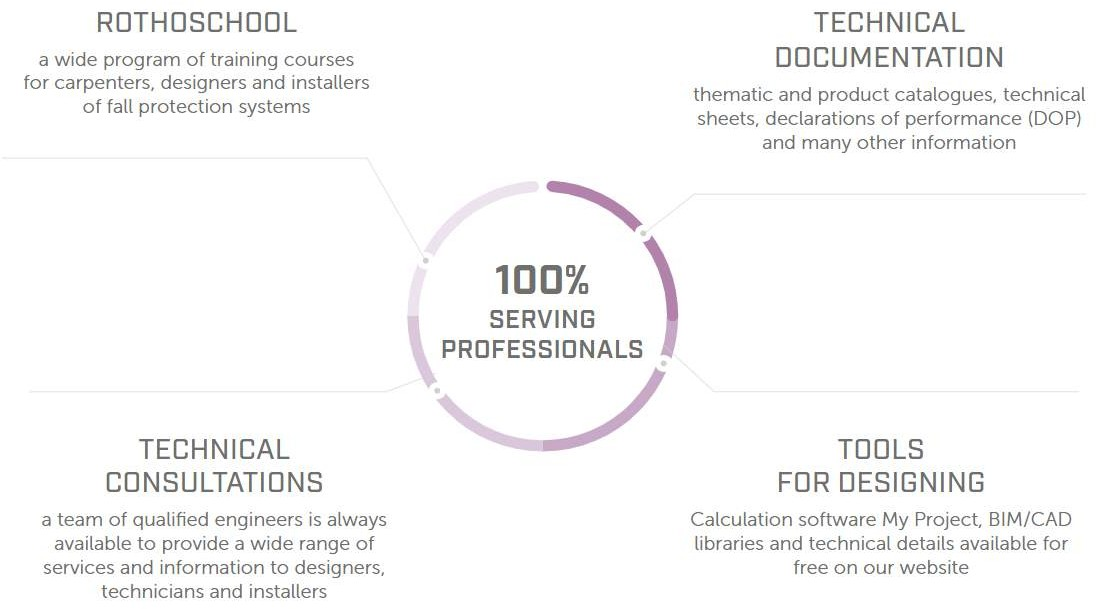 ROTHOSCHOOL
a wide program of training courses
for carpenters, designers and installers
of fall protection systems
TECHNICAL
DOCUMENTATION
thematic and product catalogues, technical
sheets, declarations of performance (DOP)
and many other information
100%
SERVING
PROFESSIONALS
TECHNICAL
CONSULTATIONS
a team of qualified engineers is always
available to provide a wide range of
services and information to designers,
technicians and installers
TOOLS
FOR DESIGNING
Calculation software My Project, BIM/CAD
libraries and technical details available for
free on our website